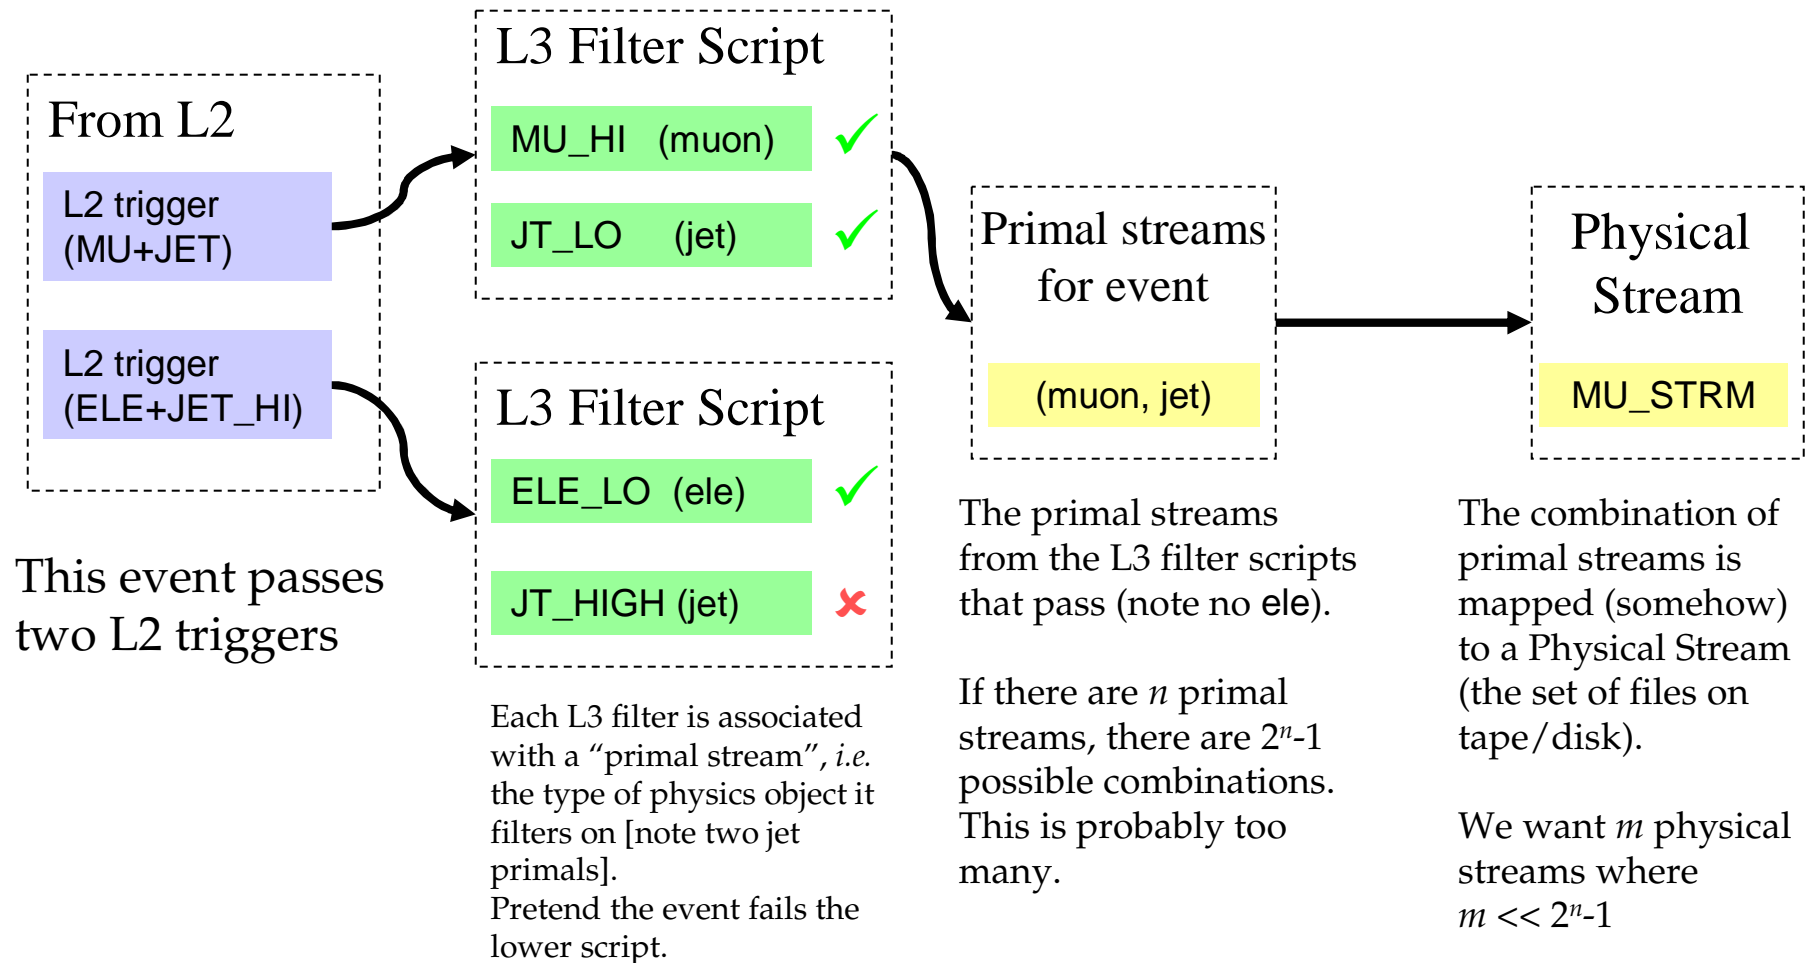 From L2
L2 trigger
(MU+JET)
L2 trigger
(ELE+JET_HI)
This event passes
two L2 triggers
L3 Filter Script
MU_HI (muon)
JT_LO (jet)
L3 Filter Script
ELE_LO (ele)
JT_HIGH (jet)
Each L3 filter is associated
with a “primal stream”, i.e.
the type of physics object it
filters on [note two jet
primals].
Pretend the event fails the
lower script.
Primal streams
for event
(muon, jet)
The primal streams
from the L3 filter scripts
that pass (note no ele).
If there are n primal
streams, there are 2ⁿ-1
possible combinations.
This is probably too
many.
Physical
Stream
MU_STRM
The combination of
primal streams is
mapped (somehow)
to a Physical Stream
(the set of files on
tape/disk).
We want m physical
streams where
m << 2ⁿ-1